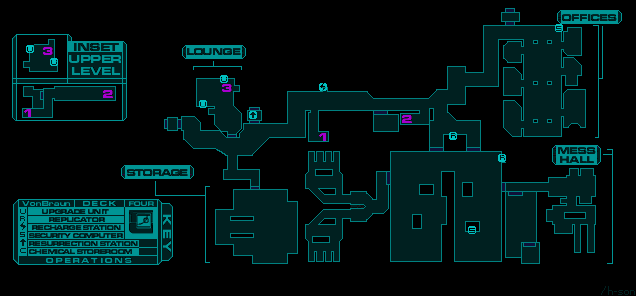 OFFICES
INSET
UPPER
LEVEL
3
2
1
LOUNGE
3
1
2
MESS
HALL
STORAGE
VonBraun DECK FOUR
U UPGRADE UNIT
R REPLICATOR
RECHARGE STATION
S SECURITY COMPUTER
RESURRECTION STATION
C CHEMICAL STOREROOM
OPERATIONS
KEY